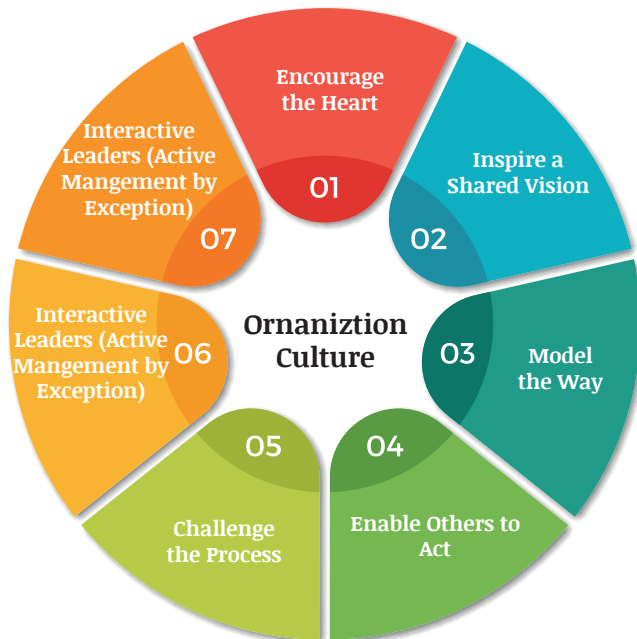 Encourage
the Heart
01
Inspire a
Shared Vision
02
Model
the Way
03
Enable Others to
Act
04
Challenge
the Process
05
Interactive
Leaders (Active
Mangement by
Exception)
06
Interactive
Leaders (Active
Mangement by
Exception)
07
Ornaniztion
Culture